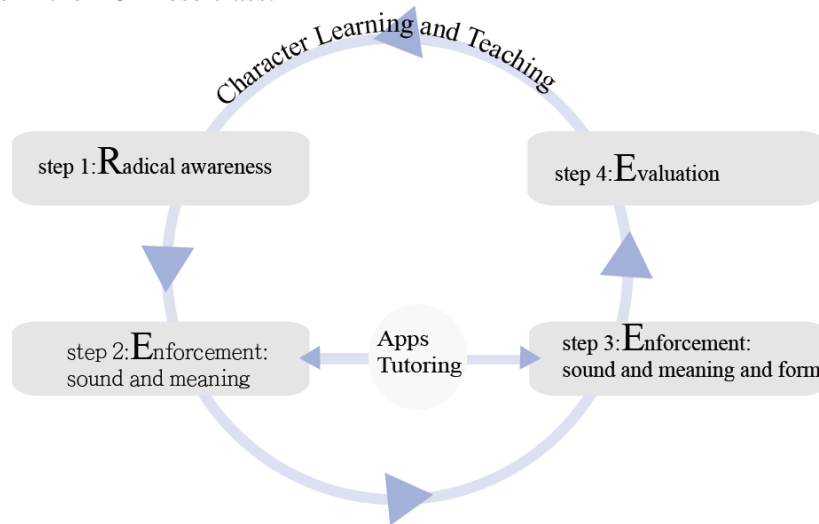 Character Learning and Teaching
step 1:Radical awareness
step 4:Evaluation
step 2:Enforcement:
sound and meaning
Apps
Tutoring
step 3:Enforcement:
sound and meaning and form